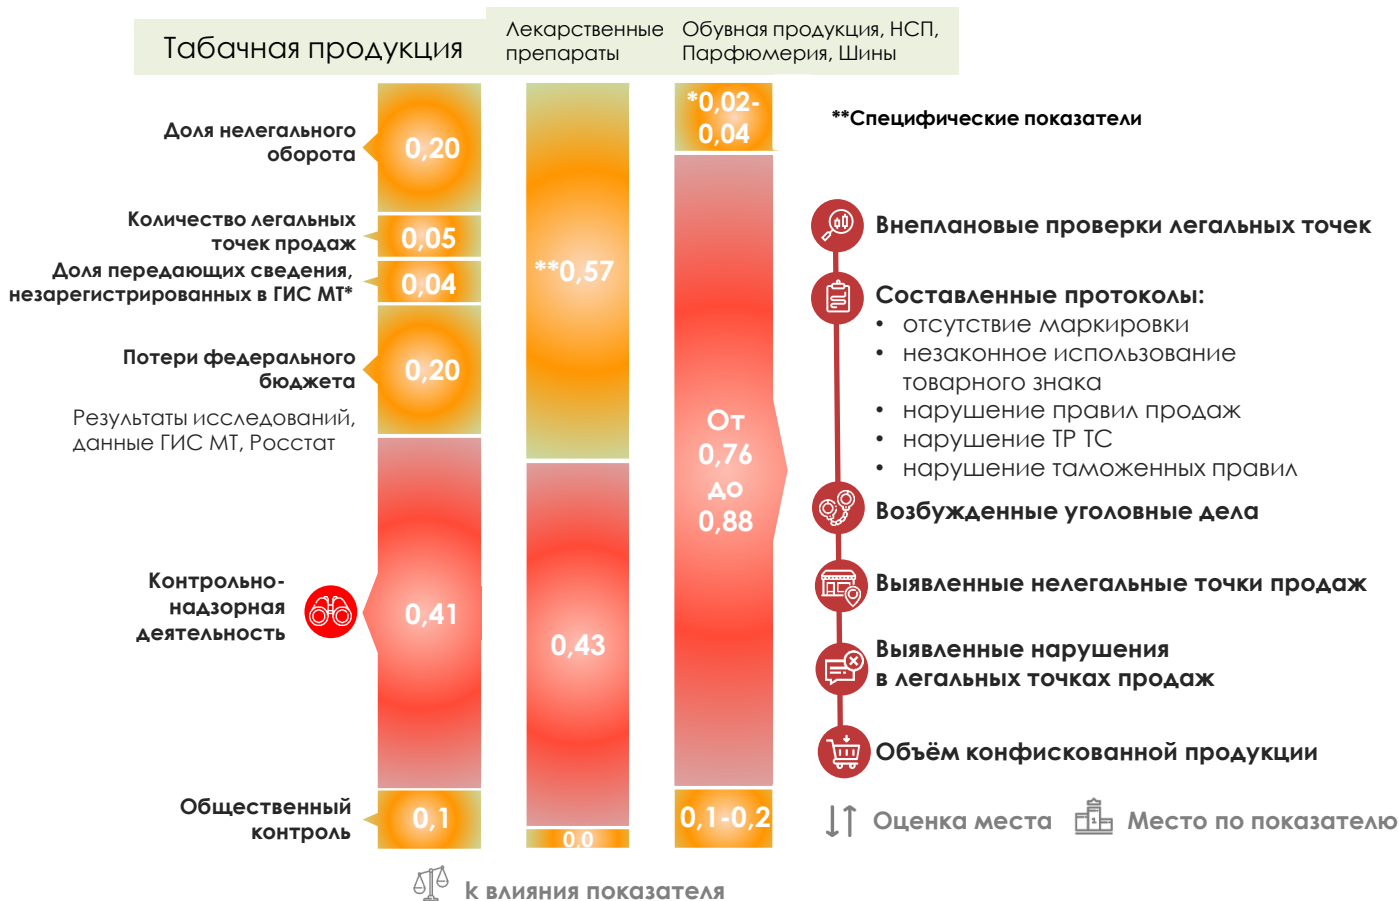 Табачная продукция
Лекарственные
препараты
Обувная продукция, НСП,
Парфюмерия, Шины
Доля нелегального
оборота
0,20
Количество легальных
точек продаж
0,05
Доля передающих сведения,
незарегистрированных в ГИС МТ*
0,04
Потери федерального
бюджета
0,20
Результаты исследований,
данные ГИС МТ, Росстат
Контрольно-
надзорная
деятельность
0,41
Общественный
контроль
0,1
**0,57
0,43
0,0
*0,02-
0,04
От
0,76
до
0,88
0,1-0,2
**Специфические показатели
Внеплановые проверки легальных точек
Составленные протоколы:
• отсутствие маркировки
• незаконное использование
товарного знака
• нарушение правил продаж
• нарушение ТР ТС
• нарушение таможенных правил
Возбужденные уголовные дела
Выявленные нелегальные точки продаж
Выявленные нарушения
в легальных точках продаж
Объём конфискованной продукции
Оценка места
1
Место по показателю
k влияния показателя